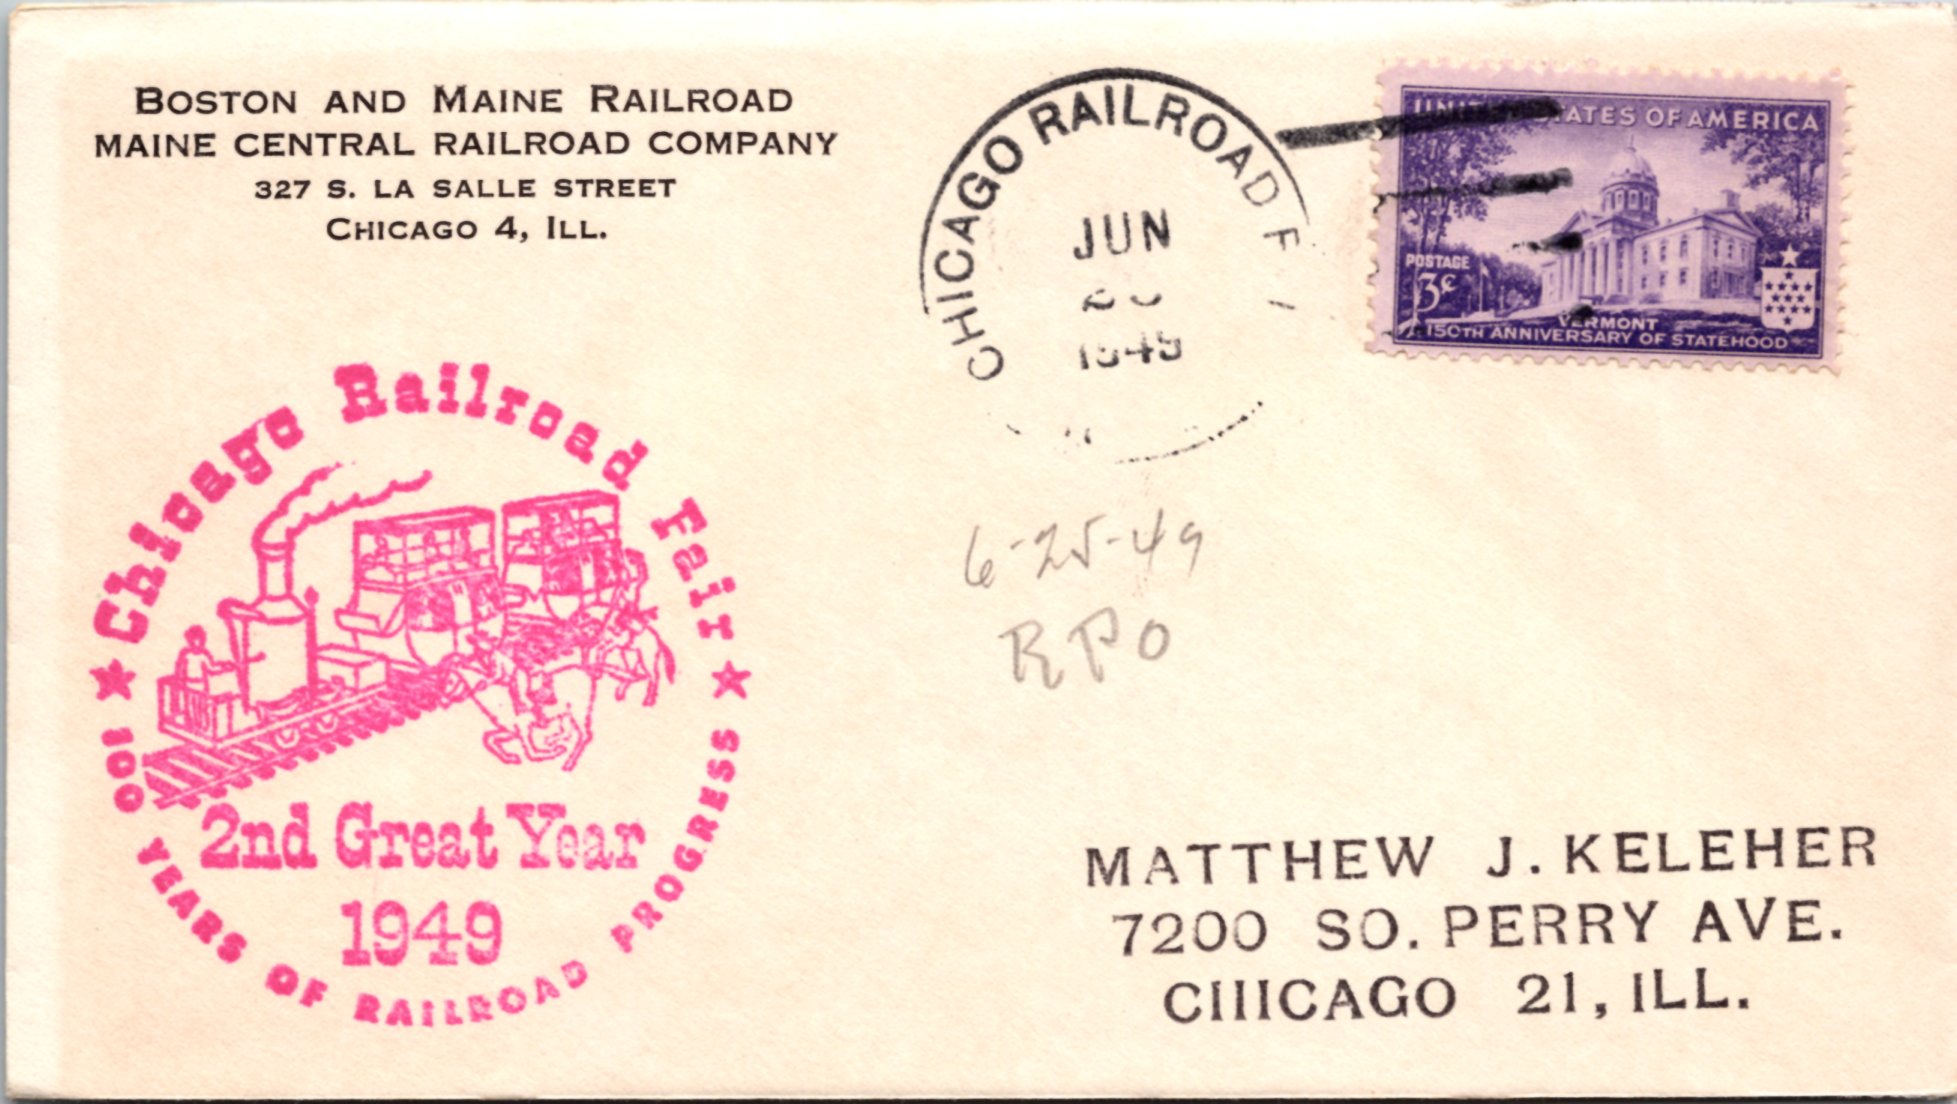 BOSTON AND MAINE RAILROAD
MAINE CENTRAL RAILROAD COMPANY
327 S. LA SALLE STREET
CHICAGO 4, ILL.
CHICAGO RAILROAD F
JUN
1949
UNITED STATES OF AMERICA
POSTAGE
3¢
VERMONT
150TH ANNIVERSARY OF STATEHOOD
Chicago Railroad Fair
2nd Great Year
1949
100 YEARS OF RAILROAD PROGRESS
6-25-49
RPO
MATTHEW J. KELEHER
7200 SO. PERRY AVE.
CHICAGO 21, ILL.